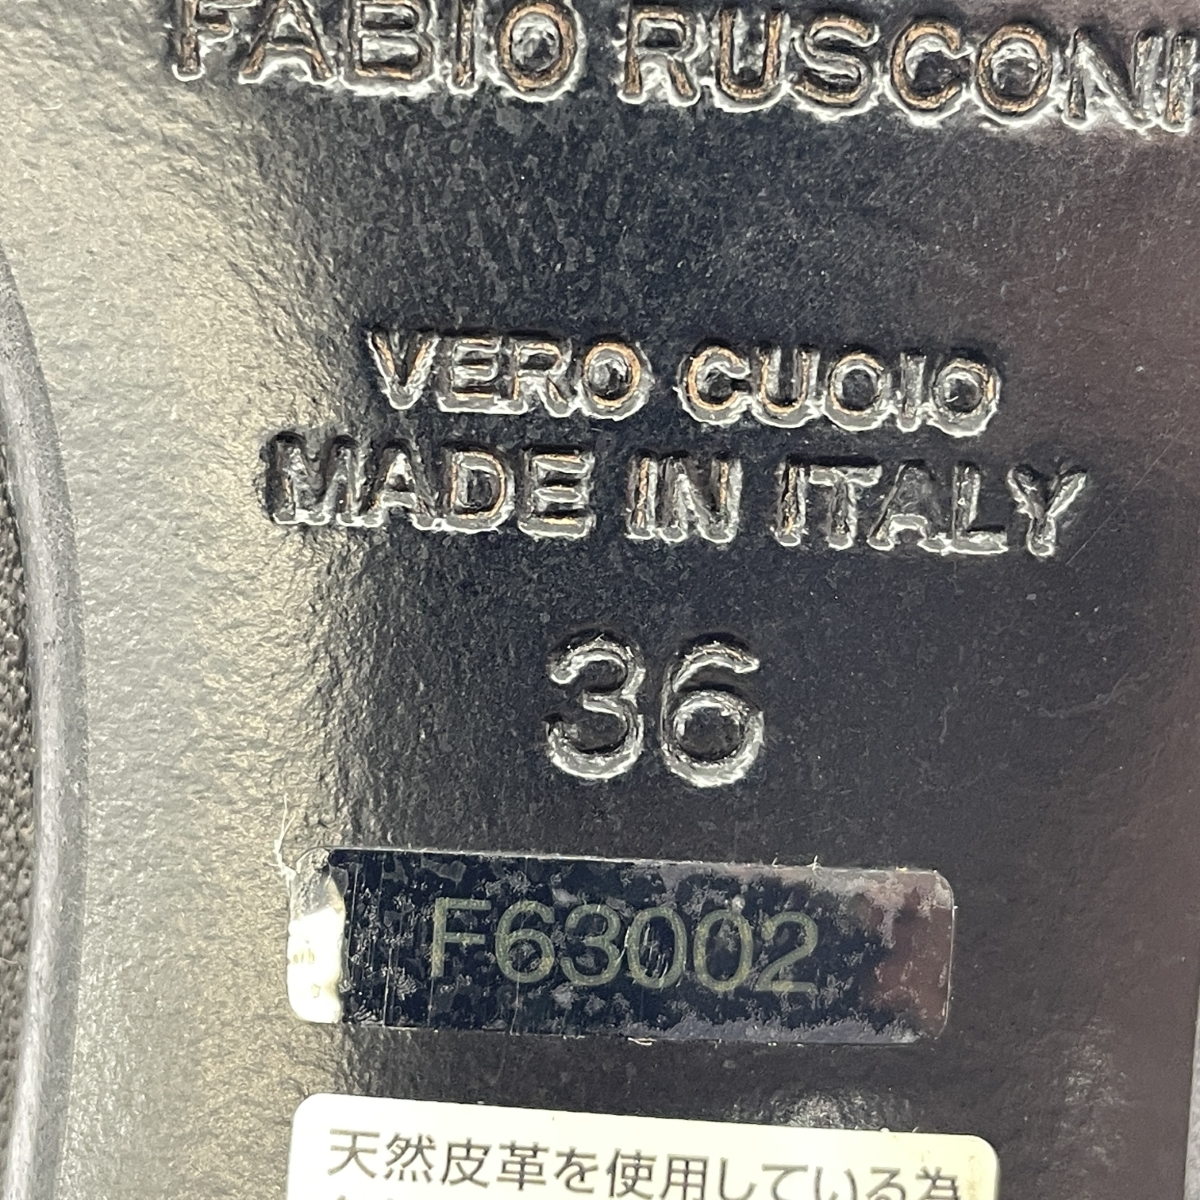 FABIO RUSCONI
VERO CUOIO
MADE IN ITALY
36
F63002
天然皮革を使用している為